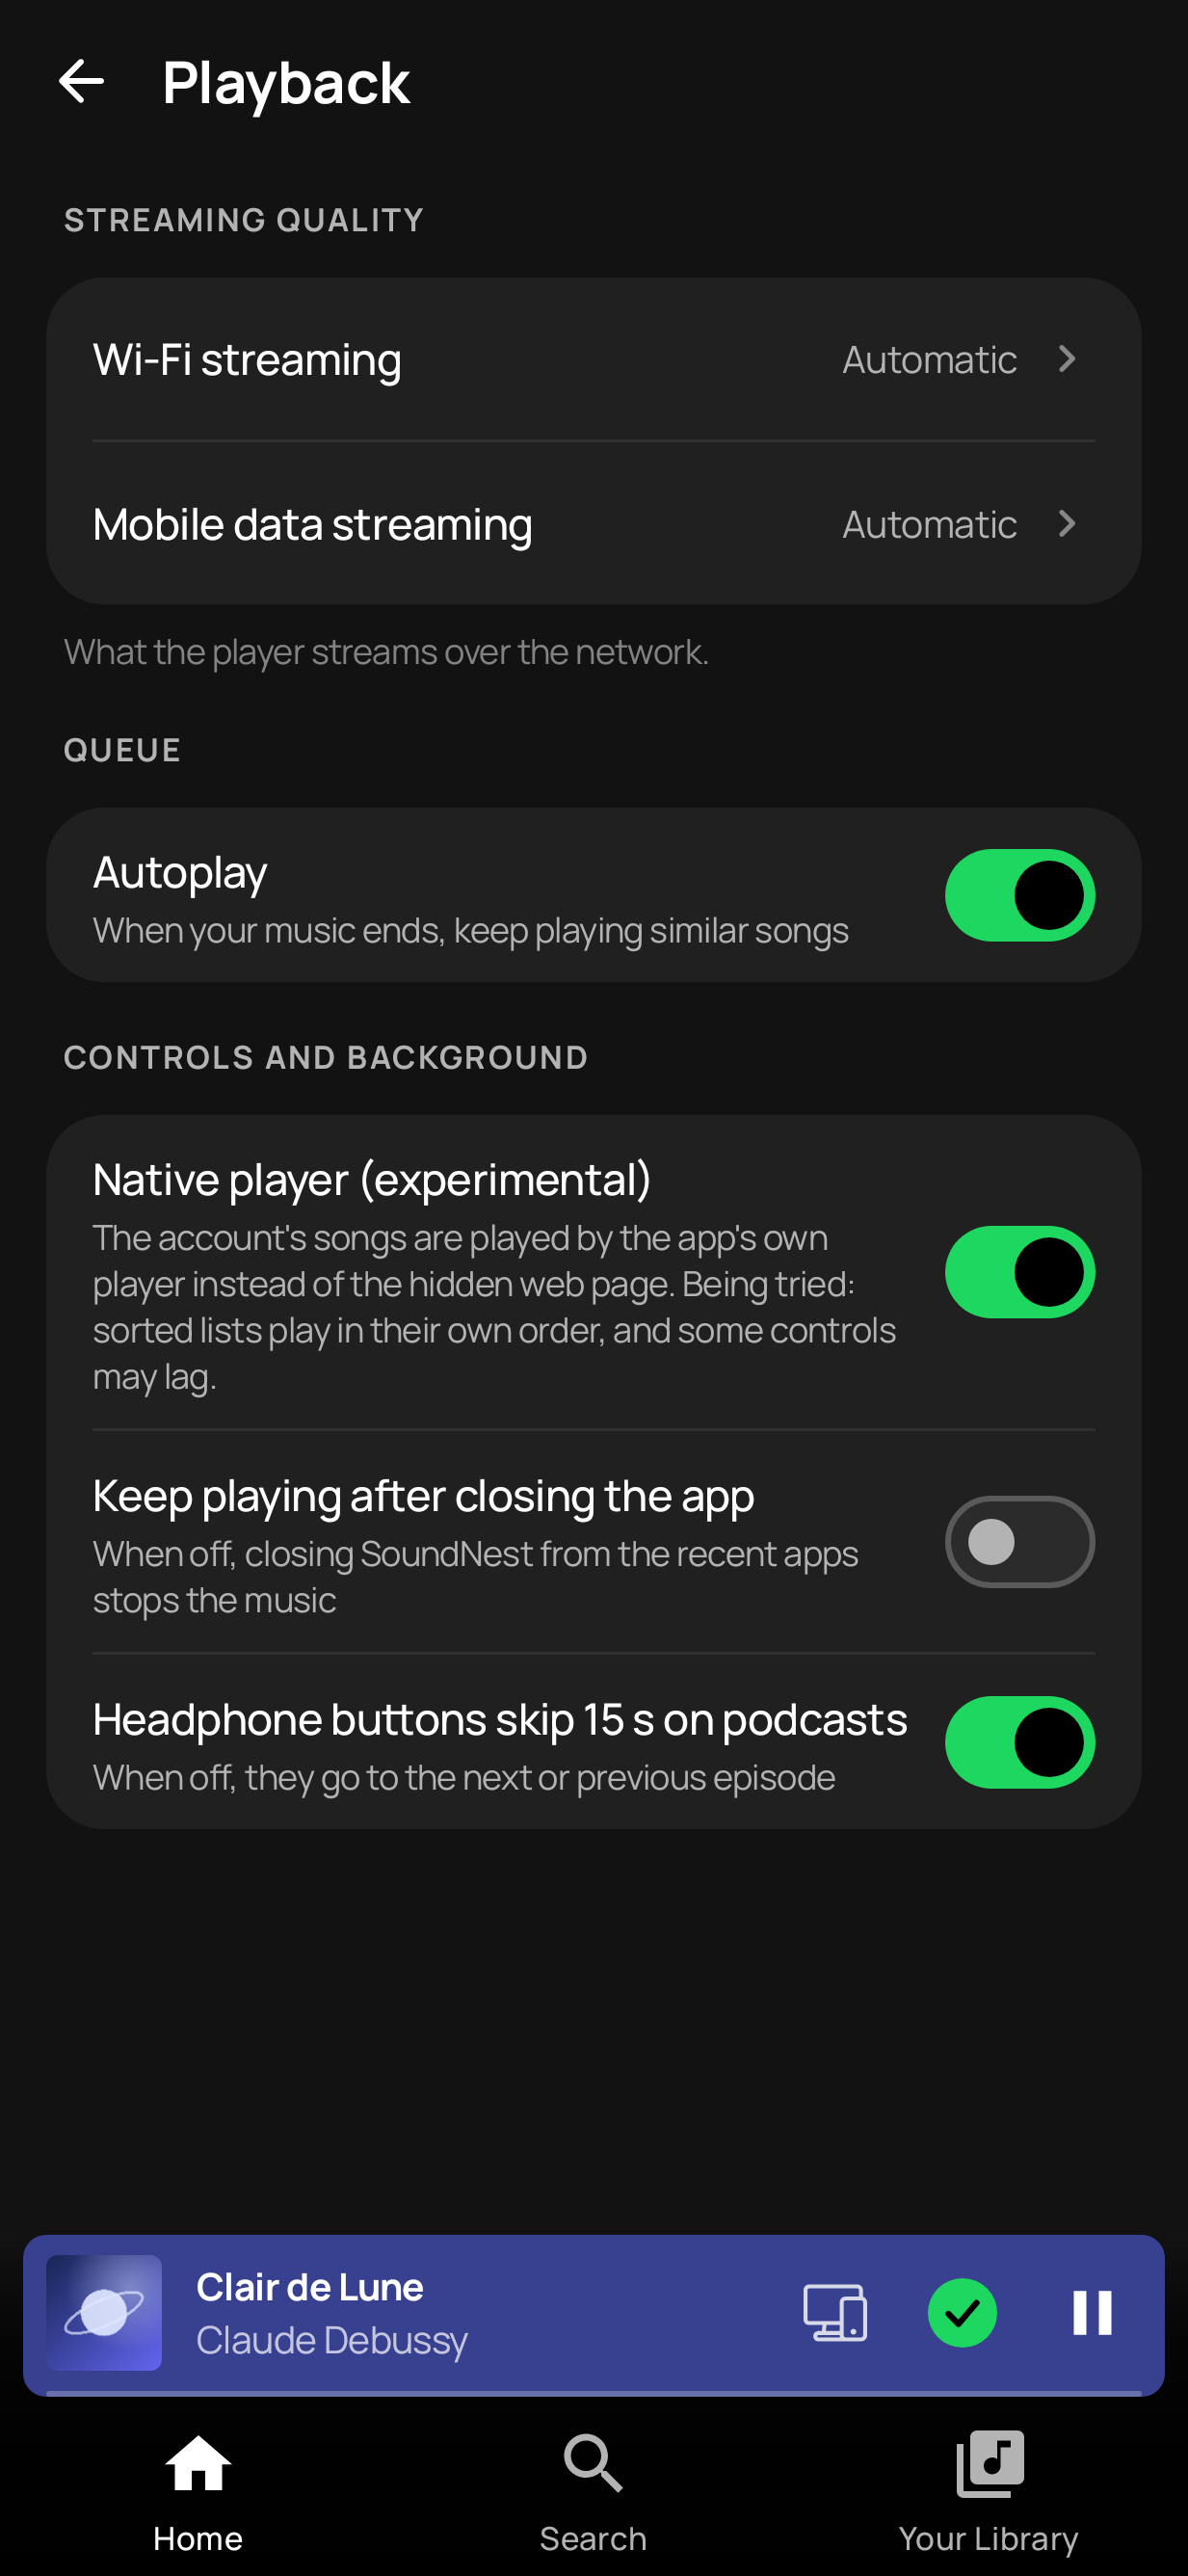 Playback
STREAMING QUALITY
Wi-Fi streaming
Automatic
Mobile data streaming
Automatic
What the player streams over the network.
QUEUE
Autoplay
When your music ends, keep playing similar songs
CONTROLS AND BACKGROUND
Native player (experimental)
The account's songs are played by the app's own
player instead of the hidden web page. Being tried:
sorted lists play in their own order, and some controls
may lag.
Keep playing after closing the app
When off, closing SoundNest from the recent apps
stops the music
Headphone buttons skip 15 s on podcasts
When off, they go to the next or previous episode
Clair de Lune
Claude Debussy
Home
Search
Your Library